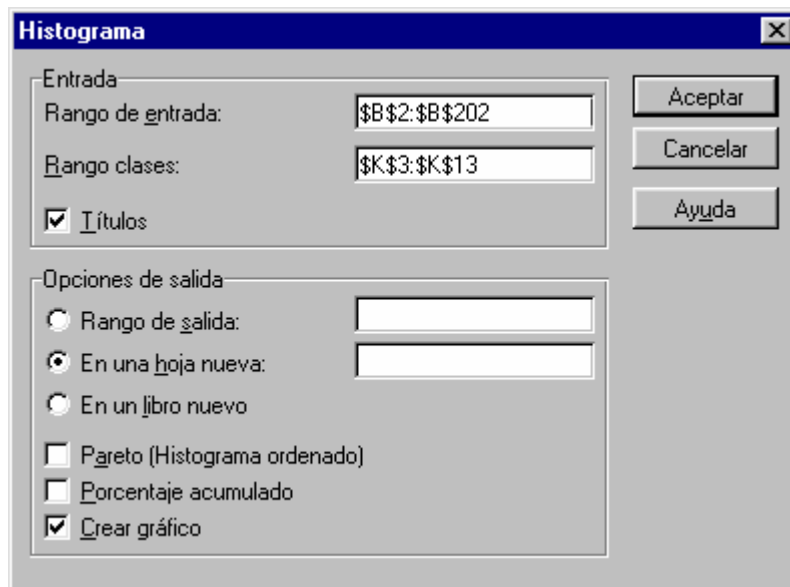 Histograma
Entrada
Rango de entrada: $B$2:$B$202
Rango clases: $K$3:$K$13
Títulos
Aceptar
Cancelar
Ayuda
Opciones de salida
Rango de salida:
En una hoja nueva:
En un libro nuevo
Pareto (Histograma ordenado)
Porcentaje acumulado
Crear gráfico